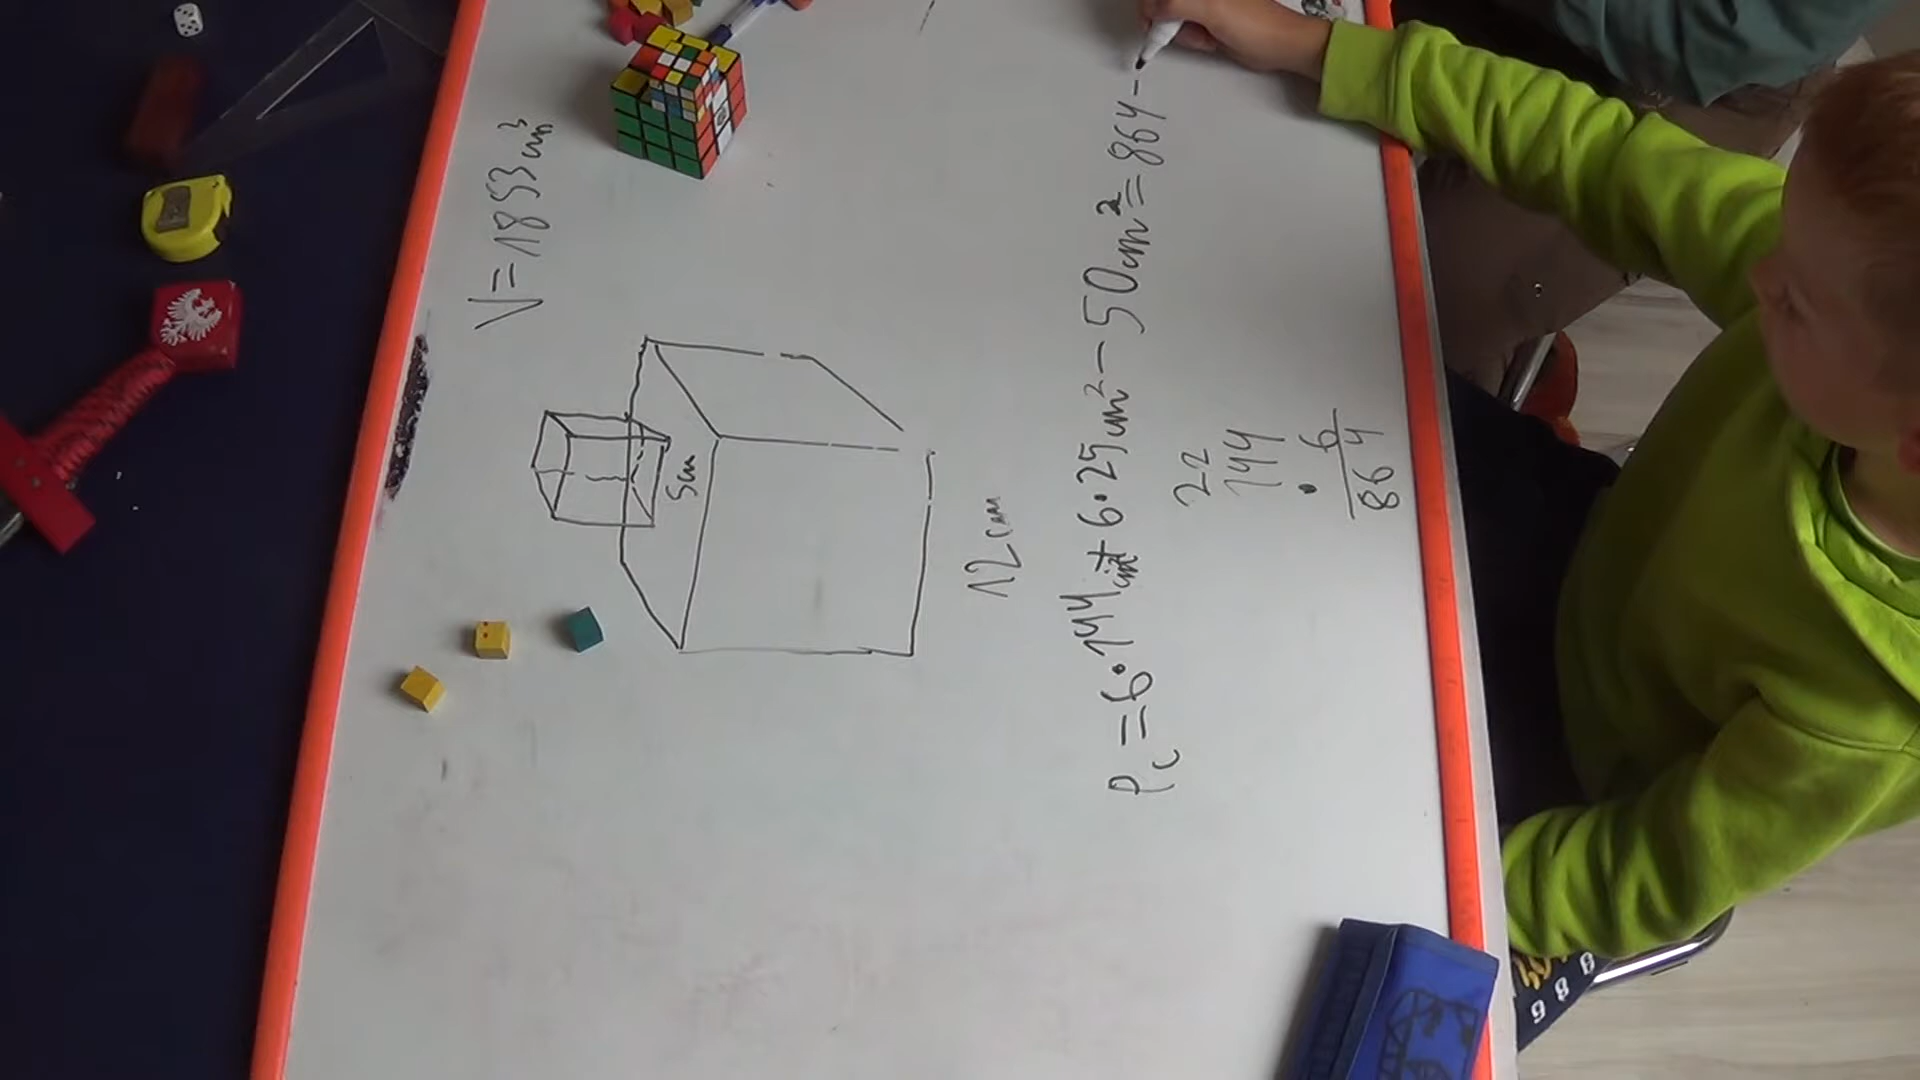 V = 1853 cm³
5cm
12cm
Pc = 6·144cm² + 6·25cm² - 50cm² = 864 -
22
144
· 6
864